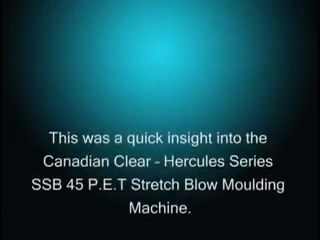 This was a quick insight into the
Canadian Clear - Hercules Series
SSB 45 P.E.T Stretch Blow Moulding
Machine.